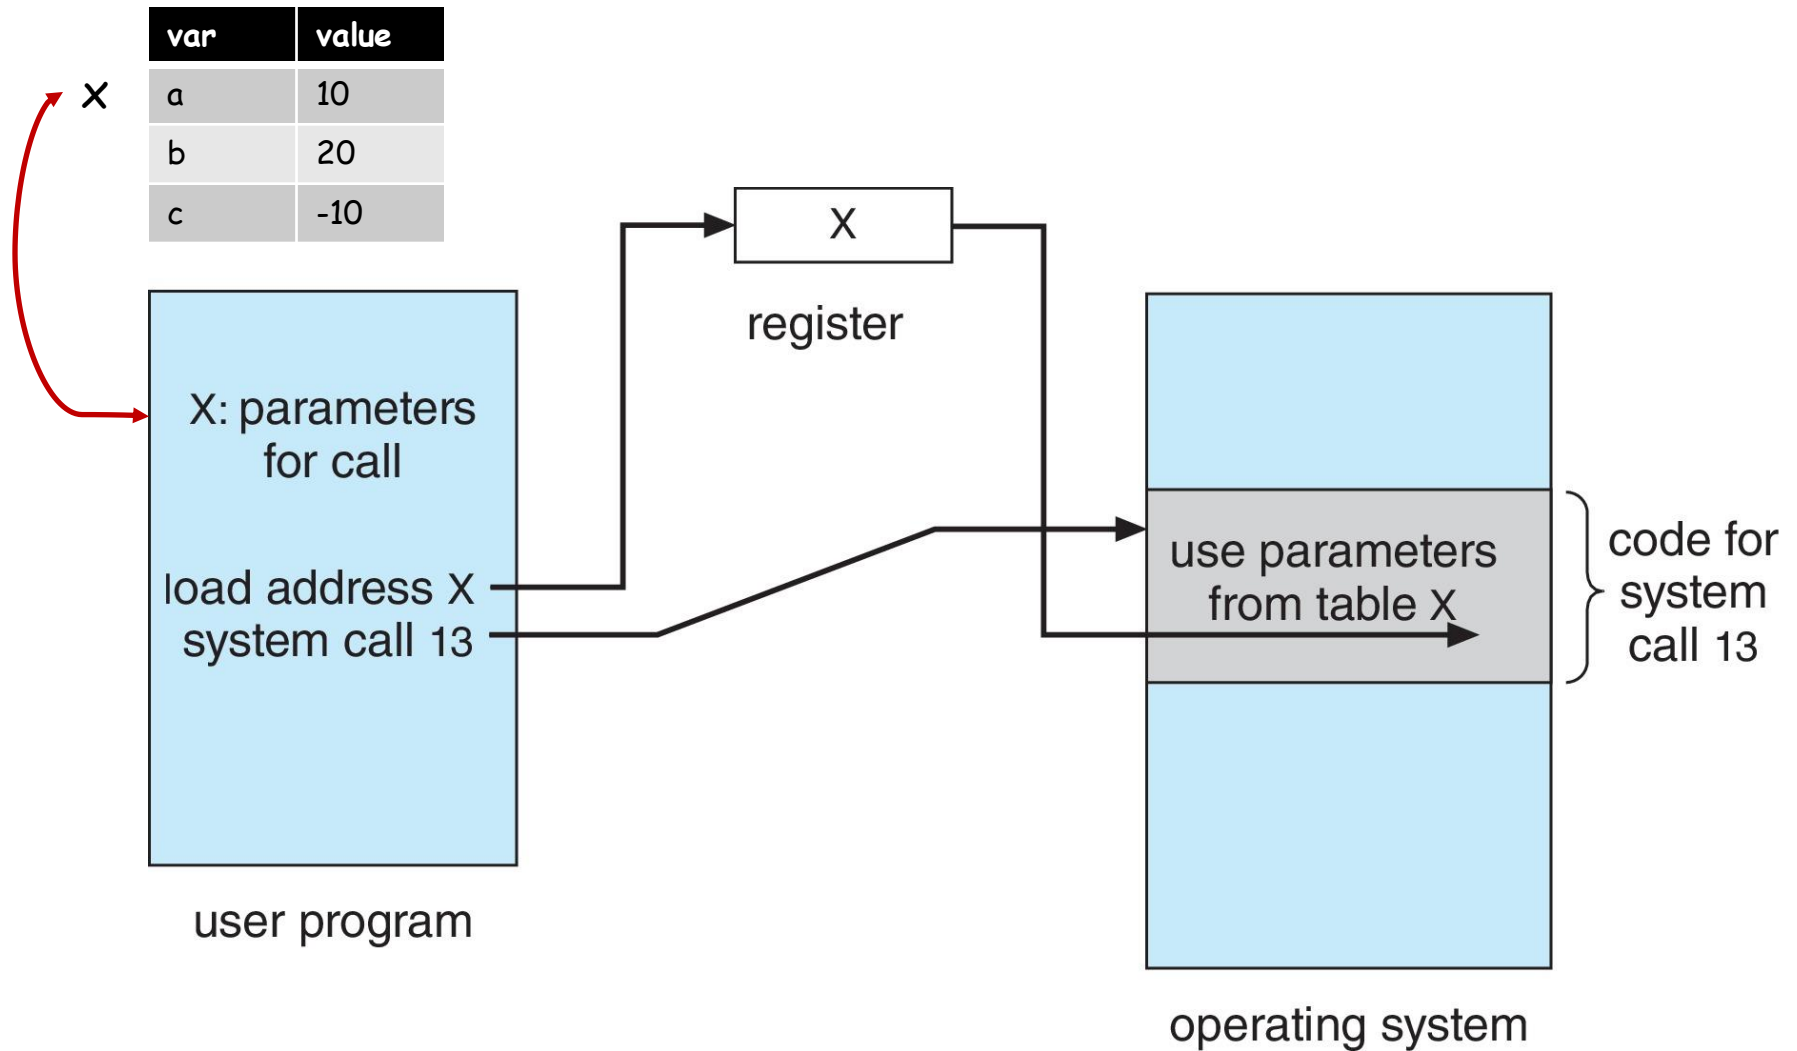 var value
X a 10
b 20
c -10
X
register
X: parameters
for call
load address X
system call 13
user program
use parameters
from table X
code for
system
call 13
operating system